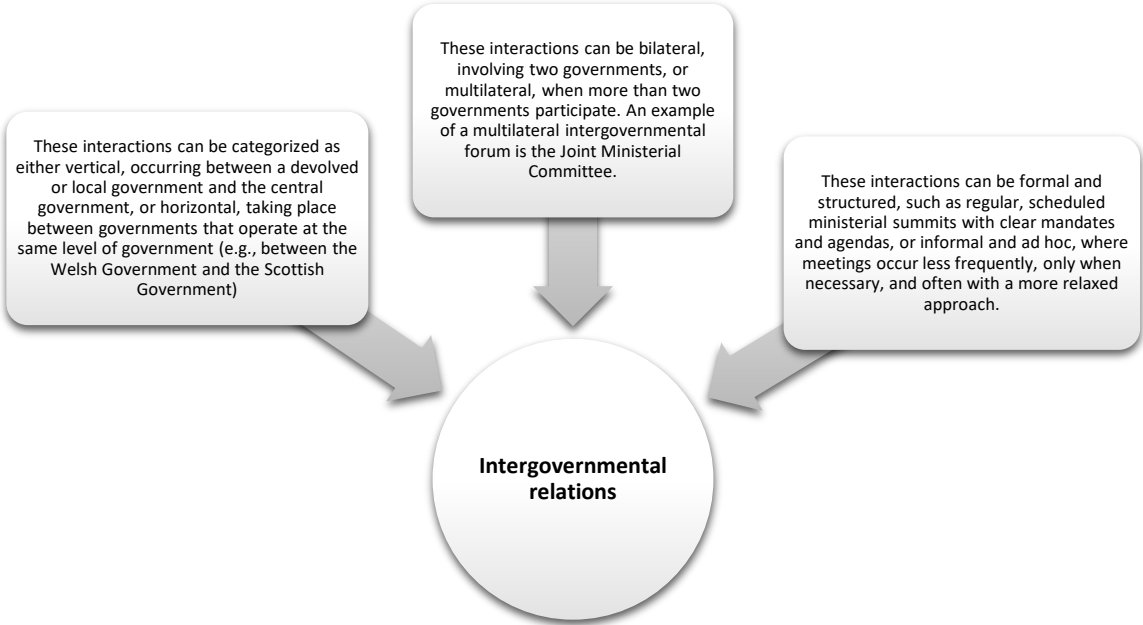 These interactions can be categorized as
either vertical, occurring between a devolved
or local government and the central
government, or horizontal, taking place
between governments that operate at the
same level of government (e.g., between the
Welsh Government and the Scottish
Government)
These interactions can be bilateral,
involving two governments, or
multilateral, when more than two
governments participate. An example
of a multilateral intergovernmental
forum is the Joint Ministerial
Committee.
These interactions can be formal and
structured, such as regular, scheduled
ministerial summits with clear mandates
and agendas, or informal and ad hoc, where
meetings occur less frequently, only when
necessary, and often with a more relaxed
approach.
Intergovernmental
relations